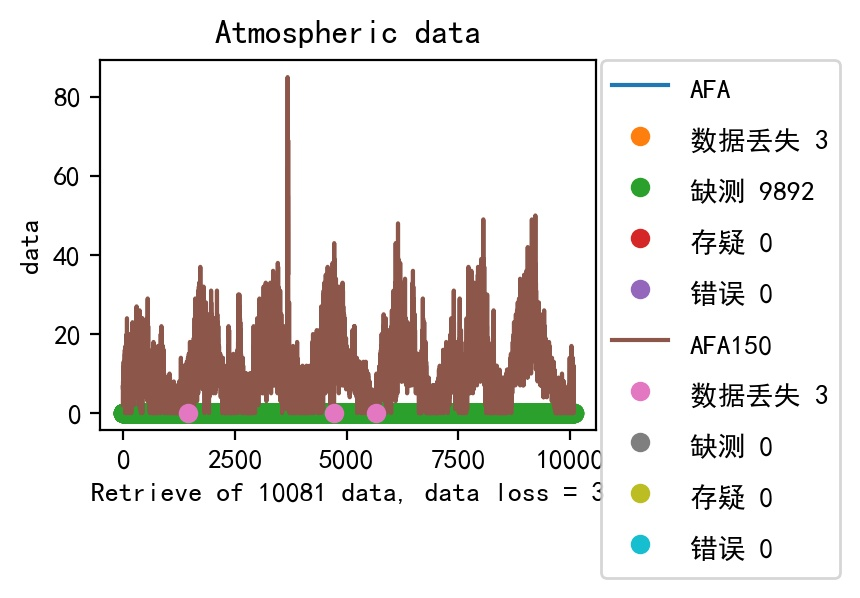 Atmospheric data
80
60
40
20
0
data
0
2500
5000
7500
10000
Retrieve of 10081 data, data loss = 3
AFA
数据丢失 3
缺测 9892
存疑 0
错误 0
AFA150
数据丢失 3
缺测 0
存疑 0
错误 0